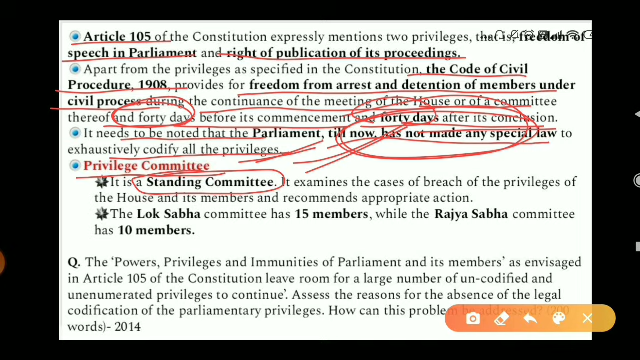 Article 105 of the Constitution expressly mentions two privileges, that is, freedom of
speech in Parliament and right of publication of its proceedings.
Apart from the privileges as specified in the Constitution, the Code of Civil
Procedure, 1908, provides for freedom from arrest and detention of members under
civil process during the continuance of the meeting of the House or of a committee
thereof and forty days before its commencement and forty days after its conclusion.
It needs to be noted that the Parliament, till now, has not made any special law to
exhaustively codify all the privileges.
Privilege Committee
It is a Standing Committee. It examines the cases of breach of the privileges of
the House and its members and recommends appropriate action.
The Lok Sabha committee has 15 members, while the Rajya Sabha committee
has 10 members.
Q. The 'Powers, Privileges and Immunities of Parliament and its members' as envisaged
in Article 105 of the Constitution leave room for a large number of un-codified and
unenumerated privileges to continue'. Assess the reasons for the absence of the legal
codification of the parliamentary privileges. How can this problem be addressed? (200
words)- 2014